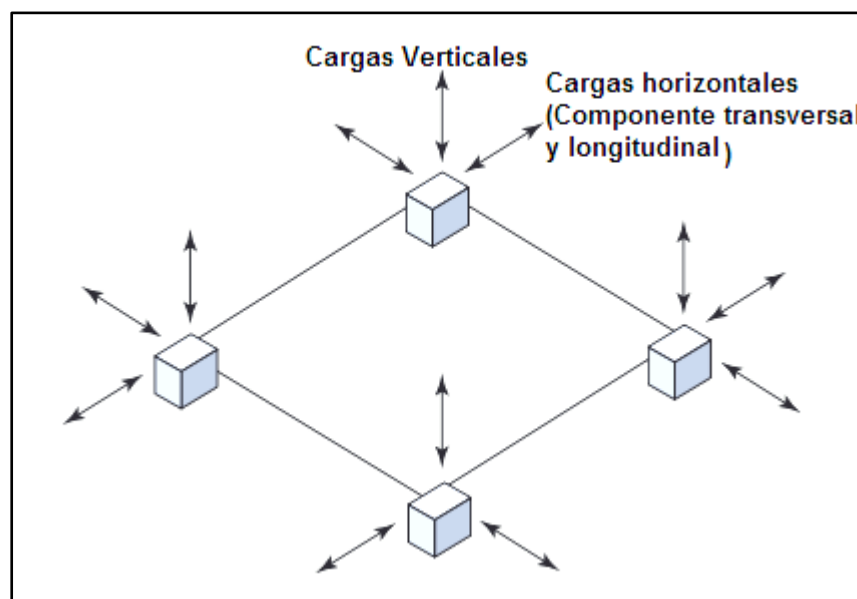 Cargas Verticales
Cargas horizontales
(Componente transversal
y longitudinal)